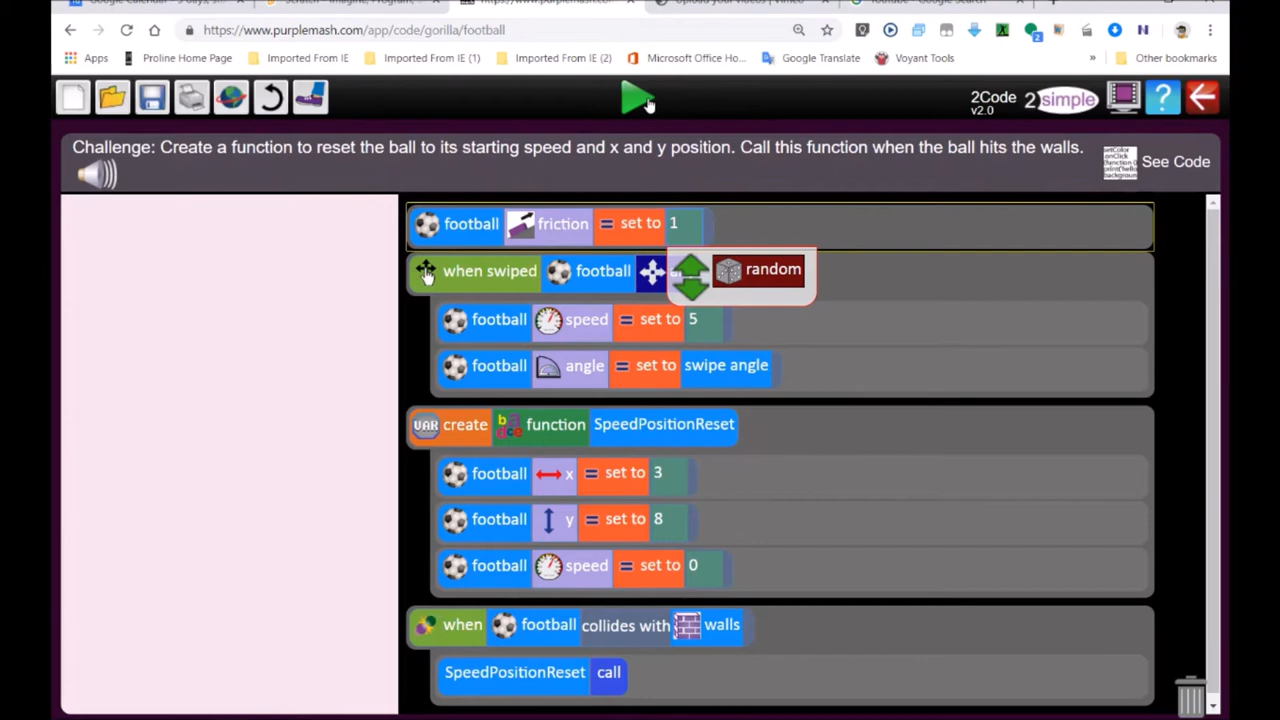 https://www.purplemash.com/app/code/gorilla/football
Apps Proline Home Page Imported From IE Imported From IE (1) Imported From IE (2) Microsoft Office Ho... Google Translate Voyant Tools » Other bookmarks
2Code v2.0 2simple ?
Challenge: Create a function to reset the ball to its starting speed and x and y position. Call this function when the ball hits the walls.
See Code
football friction = set to 1
when swiped football
random
football speed = set to 5
football angle = set to swipe angle
VAR create function SpeedPositionReset
football x = set to 3
football y = set to 8
football speed = set to 0
when football collides with walls
SpeedPositionReset call